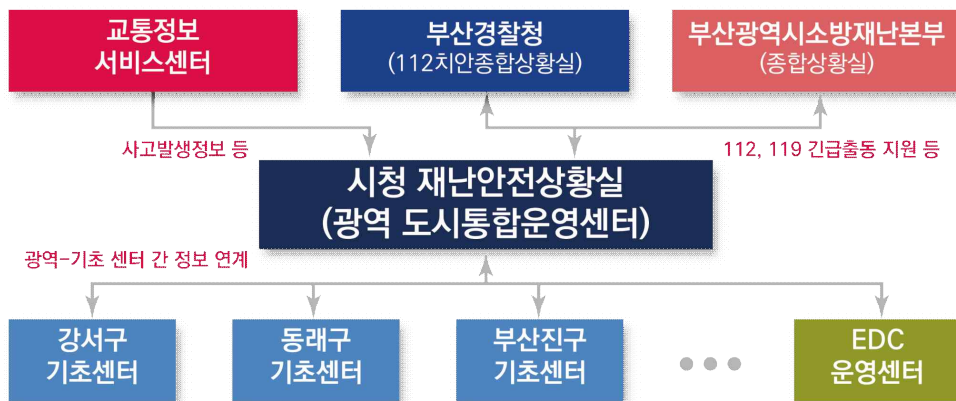 교통정보
서비스센터
부산경찰청
(112치안종합상황실)
부산광역시소방재난본부
(종합상황실)
사고발생정보 등
112, 119 긴급출동 지원 등
시청 재난안전상황실
(광역 도시통합운영센터)
광역-기초 센터 간 정보 연계
강서구
기초센터
동래구
기초센터
부산진구
기초센터
EDC
운영센터